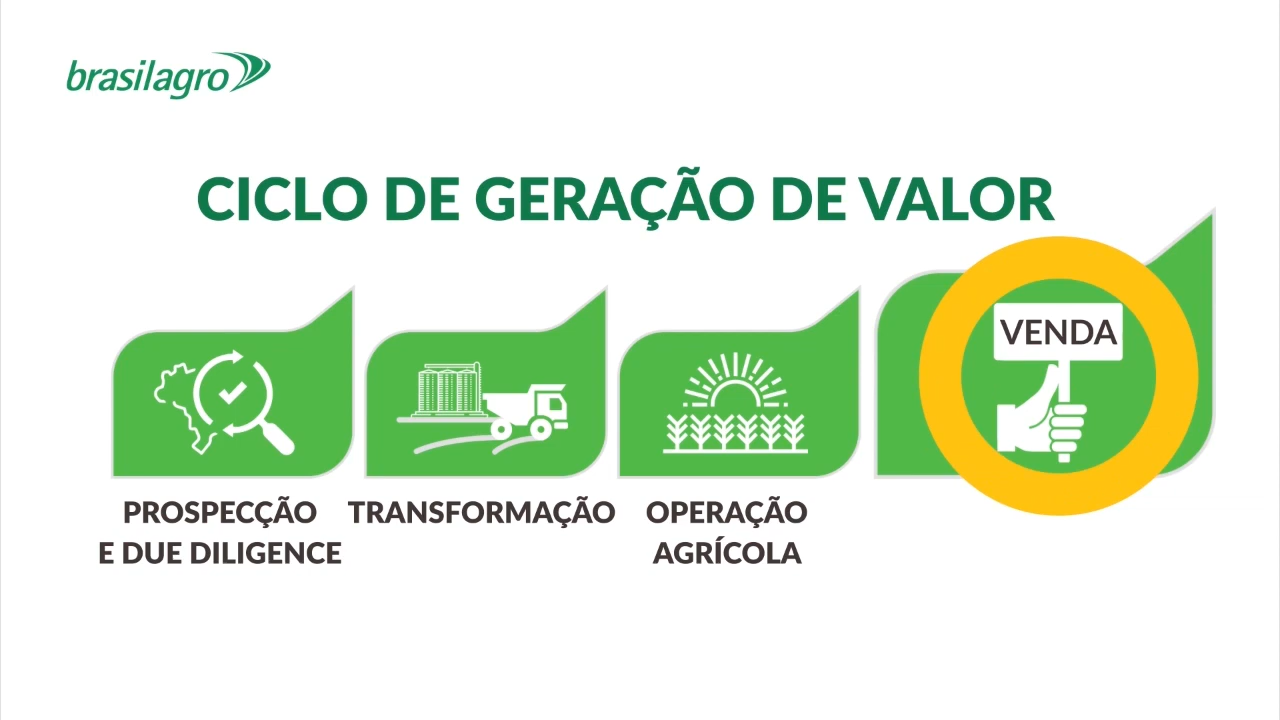 brasilagro
CICLO DE GERAÇÃO DE VALOR
VENDA
PROSPECÇÃO
E DUE DILIGENCE
TRANSFORMAÇÃO
OPERAÇÃO
AGRÍCOLA